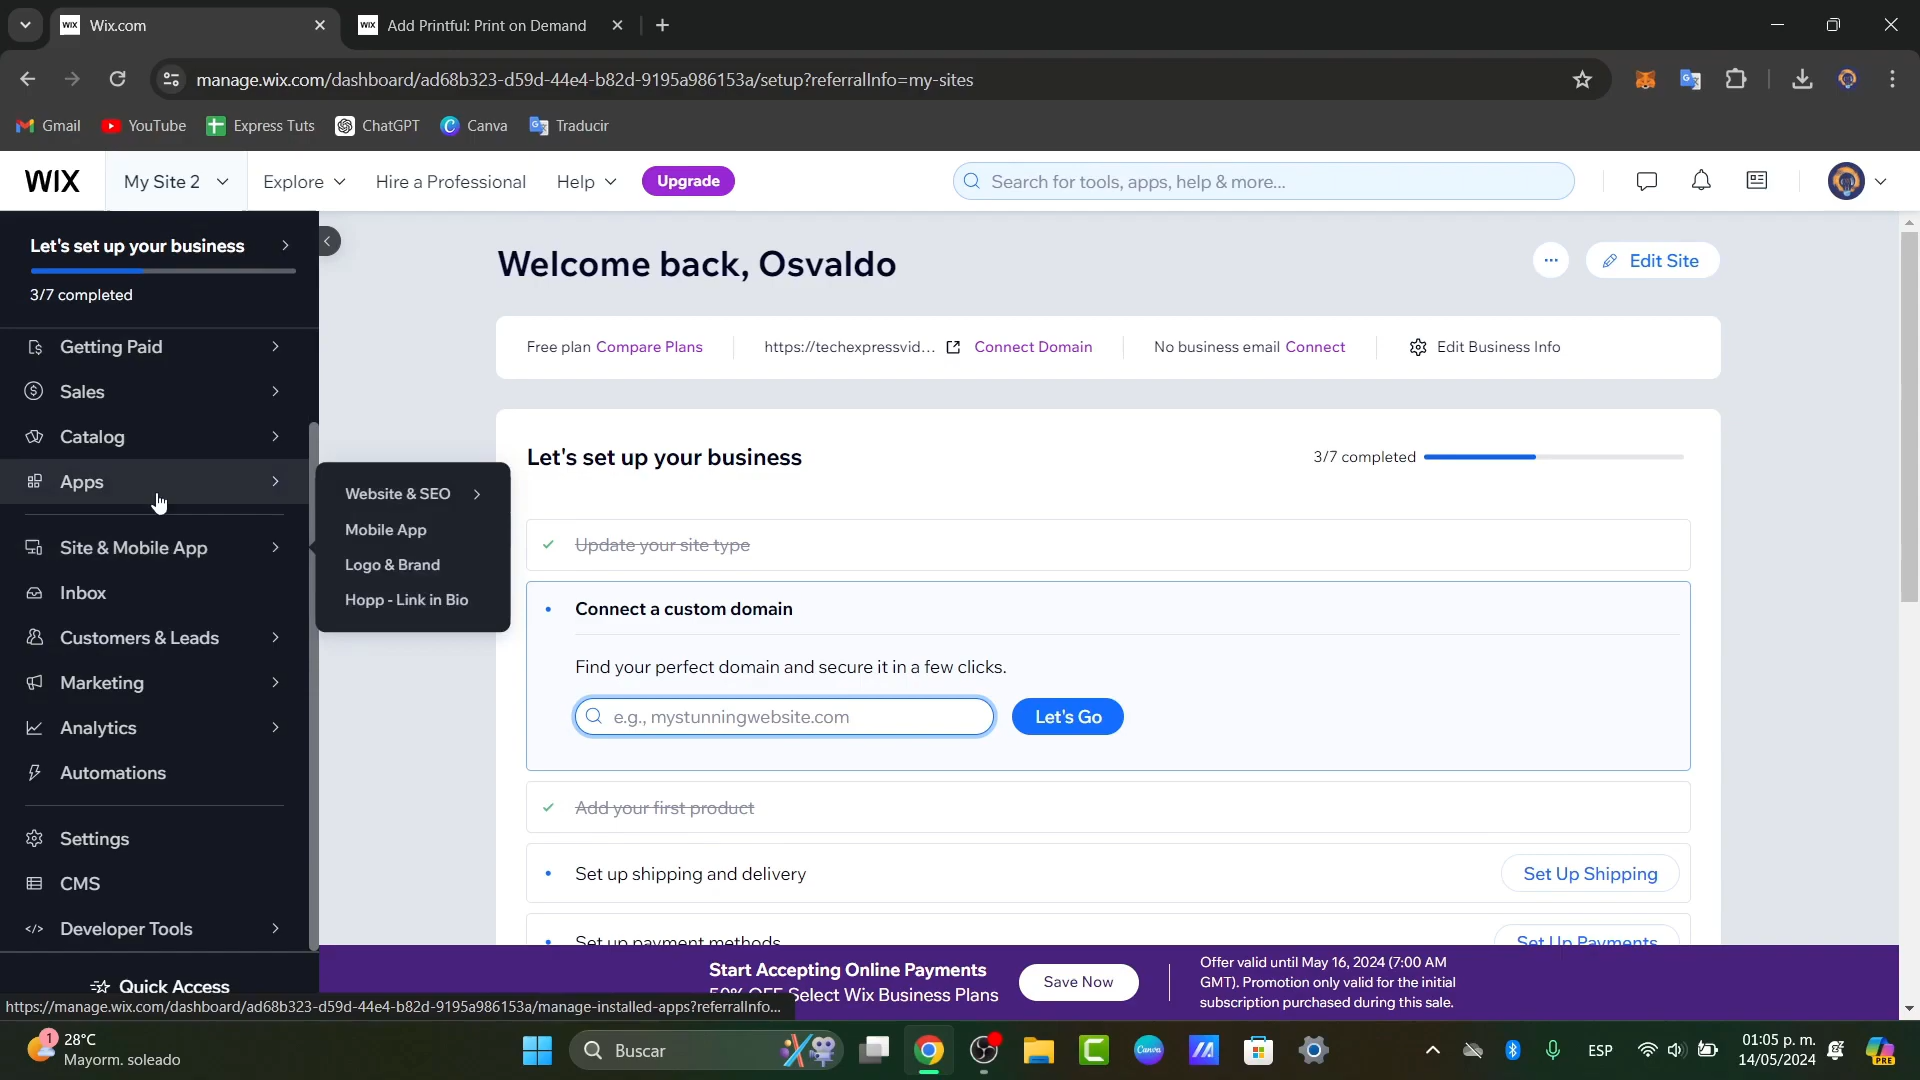 Wix.com
Add Printful: Print on Demand
manage.wix.com/dashboard/ad68b323-d59d-44e4-b82d-9195a986153a/setup?referralInfo=my-sites
Gmail
YouTube
Express Tuts
ChatGPT
Canva
Traducir
WIX
My Site 2
Explore
Hire a Professional
Help
Upgrade
Search for tools, apps, help & more...
Let's set up your business
3/7 completed
Getting Paid
Sales
Catalog
Apps
Site & Mobile App
Inbox
Customers & Leads
Marketing
Analytics
Automations
Settings
CMS
Developer Tools
Quick Access
Website & SEO
Mobile App
Logo & Brand
Hopp - Link in Bio
Welcome back, Osvaldo
Edit Site
Free plan Compare Plans
https://techexpressvid... Connect Domain
No business email Connect
Edit Business Info
Let's set up your business
3/7 completed
Update your site type
Connect a custom domain
Find your perfect domain and secure it in a few clicks.
e.g., mystunningwebsite.com
Let's Go
Add your first product
Set up shipping and delivery
Set Up Shipping
Set up payment methods
Set Up Payments
Start Accepting Online Payments
50% OFF Select Wix Business Plans
Save Now
Offer valid until May 16, 2024 (7:00 AM
GMT). Promotion only valid for the initial
subscription purchased during this sale.
https://manage.wix.com/dashboard/ad68b323-d59d-44e4-b82d-9195a986153a/manage-installed-apps?referralInfo...
1
28°C
Mayorm. soleado
Buscar
Canva
ESP
01:05 p. m.
14/05/2024
PRE